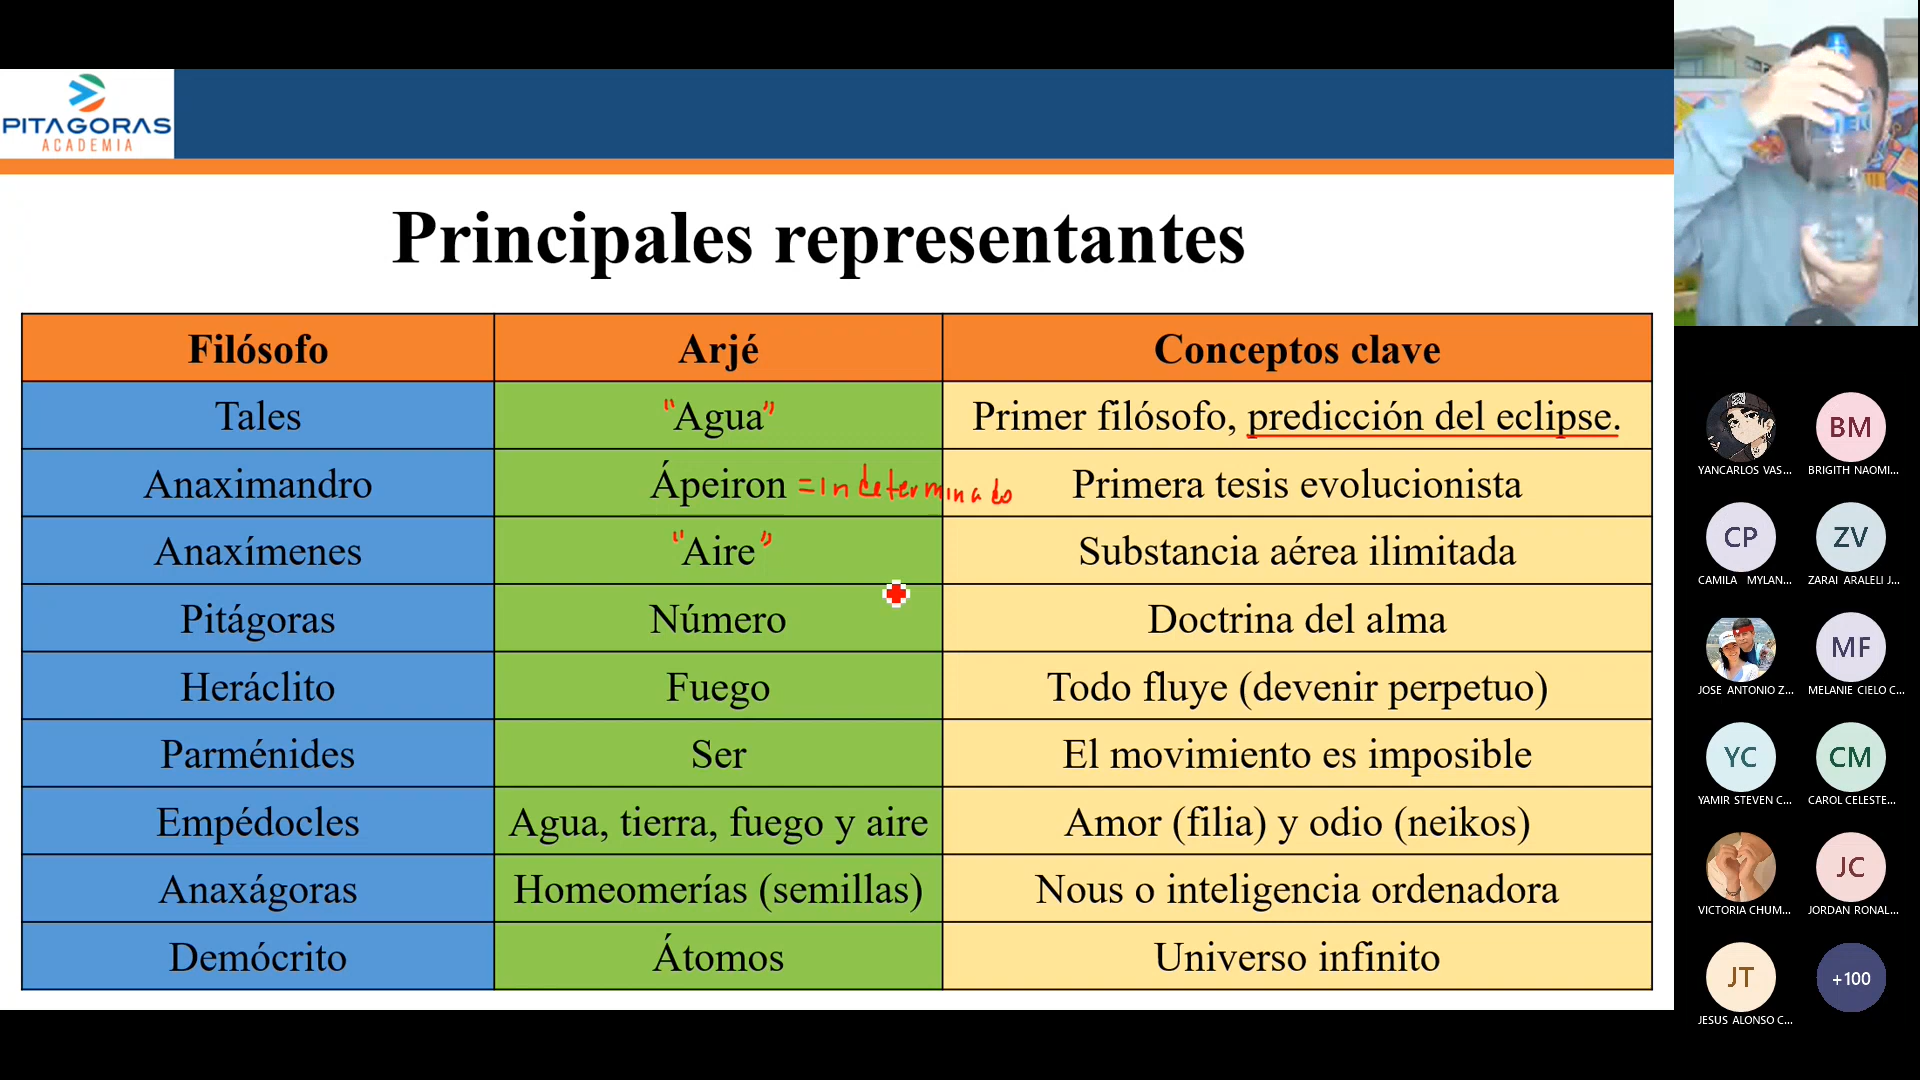 PITAGORAS
ACADEMIA
Principales representantes
Filósofo Arjé Conceptos clave
Tales "Agua" Primer filósofo, predicción del eclipse.
Anaximandro Ápeiron = indeterminado Primera tesis evolucionista
Anaxímenes "Aire" Substancia aérea ilimitada
Pitágoras Número Doctrina del alma
Heráclito Fuego Todo fluye (devenir perpetuo)
Parménides Ser El movimiento es imposible
Empédocles Agua, tierra, fuego y aire Amor (filia) y odio (neikos)
Anaxágoras Homeomerías (semillas) Nous o inteligencia ordenadora
Demócrito Átomos Universo infinito
BM
YANCARLOS VAS... BRIGITH NAOMI...
CP ZV
CAMILA MYLAN... ZARAI ARALELI J...
MF
JOSE ANTONIO Z... MELANIE CIELO C...
YC CM
YAMIR STEVEN C... CAROL CELESTE...
JC
VICTORIA CHUM... JORDAN RONAL...
JT +100
JESUS ALONSO C...